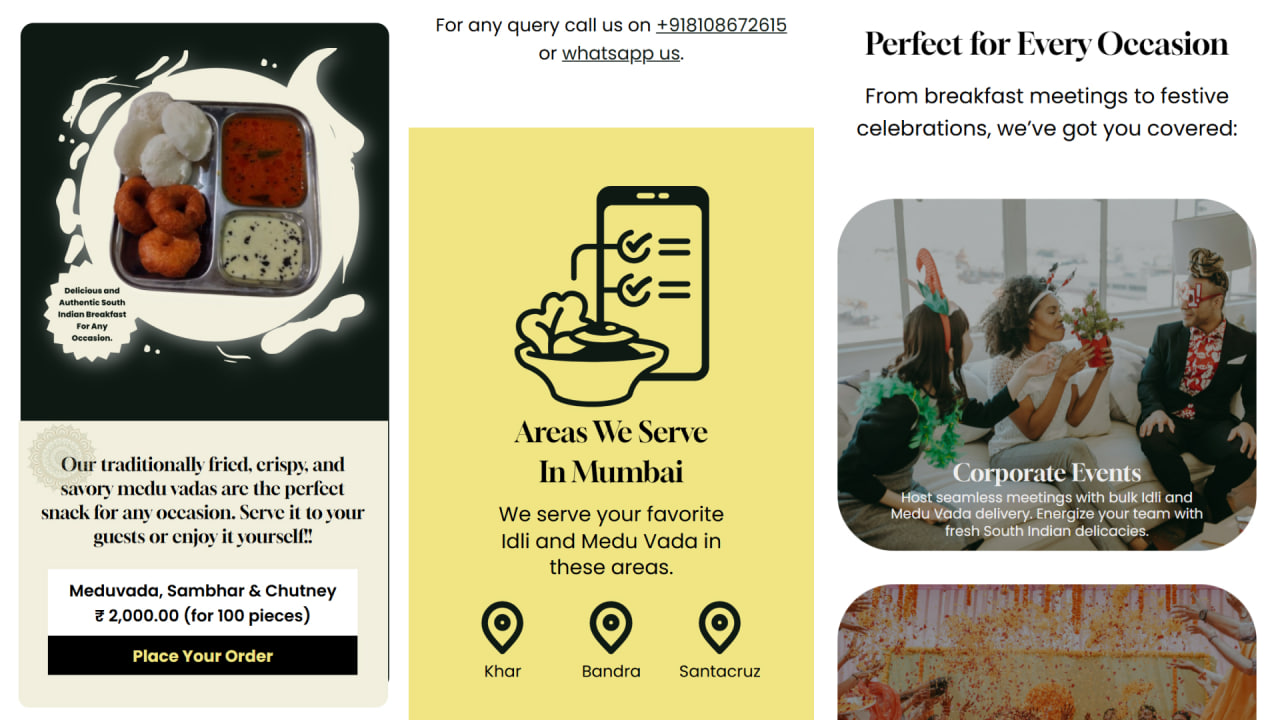 Delicious and
Authentic South
Indian Breakfast
For Any
Occasion.
Our traditionally fried, crispy, and
savory medu vadas are the perfect
snack for any occasion. Serve it to your
guests or enjoy it yourself!!
Meduvada, Sambhar & Chutney
₹ 2,000.00 (for 100 pieces)
Place Your Order
For any query call us on +918108672615
or whatsapp us.
Areas We Serve
In Mumbai
We serve your favorite
Idli and Medu Vada in
these areas.
Khar
Bandra
Santacruz
Perfect for Every Occasion
From breakfast meetings to festive
celebrations, we’ve got you covered:
Corporate Events
Host seamless meetings with bulk Idli and
Medu Vada delivery. Energize your team with
fresh South Indian delicacies.